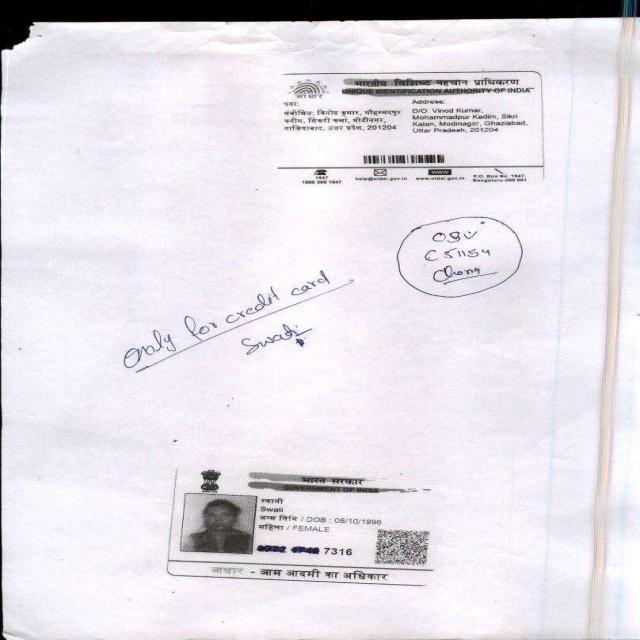 भारतीय विशिष्ट पहचान प्राधिकरण
UNIQUE IDENTIFICATION AUTHORITY OF INDIA
आधार
पता:
संबोधित: विनोद कुमार, मोहम्मदपुर
कदीम, सिकरी कलां, मोदीनगर,
गाजियाबाद, उत्तर प्रदेश, 201204
Address:
D/O: Vinod Kumar,
Mohammadpur Kadim, Sikri
Kalan, Modinagar, Ghaziabad,
Uttar Pradesh, 201204
1947
1800 300 1947
help@uidai.gov.in
www
www.uidai.gov.in
P.O. Box No. 1947,
Bengaluru-560 001
OSV
C51154
only for credit card
Swati
भारत सरकार
GOVERNMENT OF INDIA
स्वाती
Swati
जन्म तिथि / DOB : 08/10/1996
महिला / FEMALE
7316
आधार - आम आदमी का अधिकार